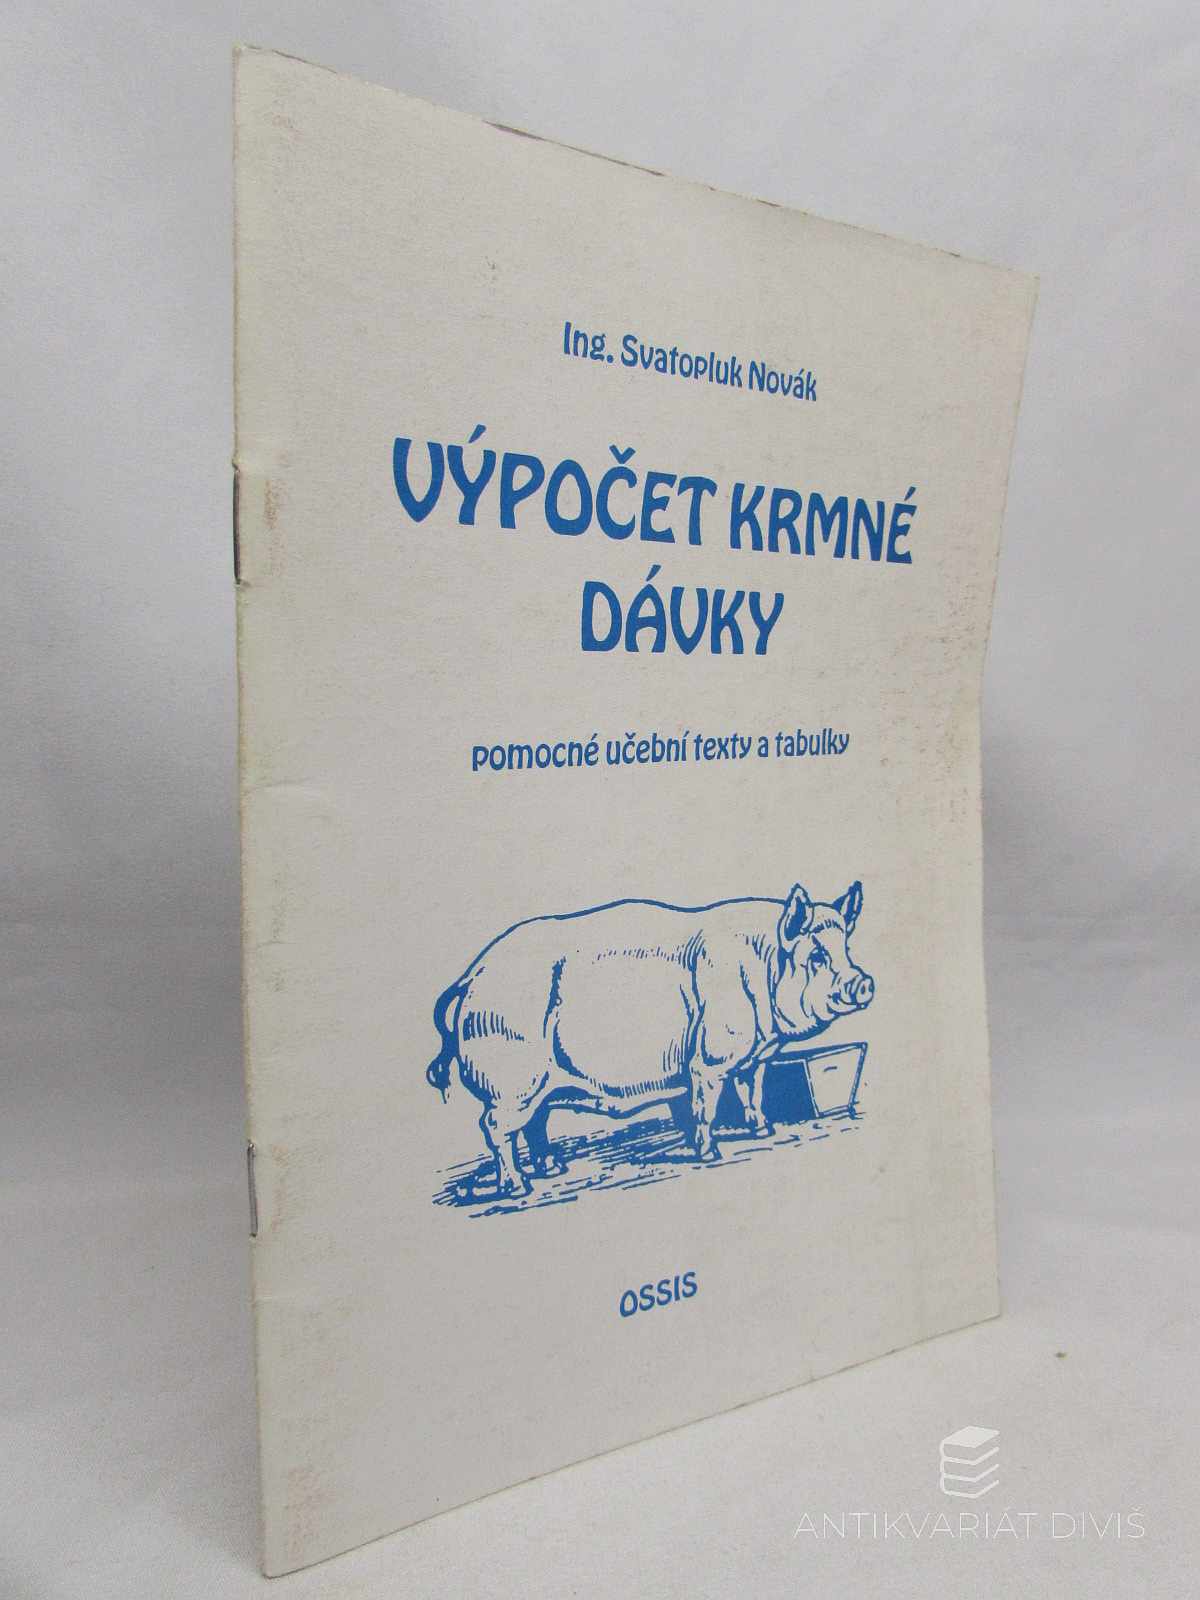 Ing. Svatopluk Novák
VÝPOČET KRMNÉ
DÁVKY
pomocné učební texty a tabulky
OSSIS
ANTIKVARIÁT DIVIŠ